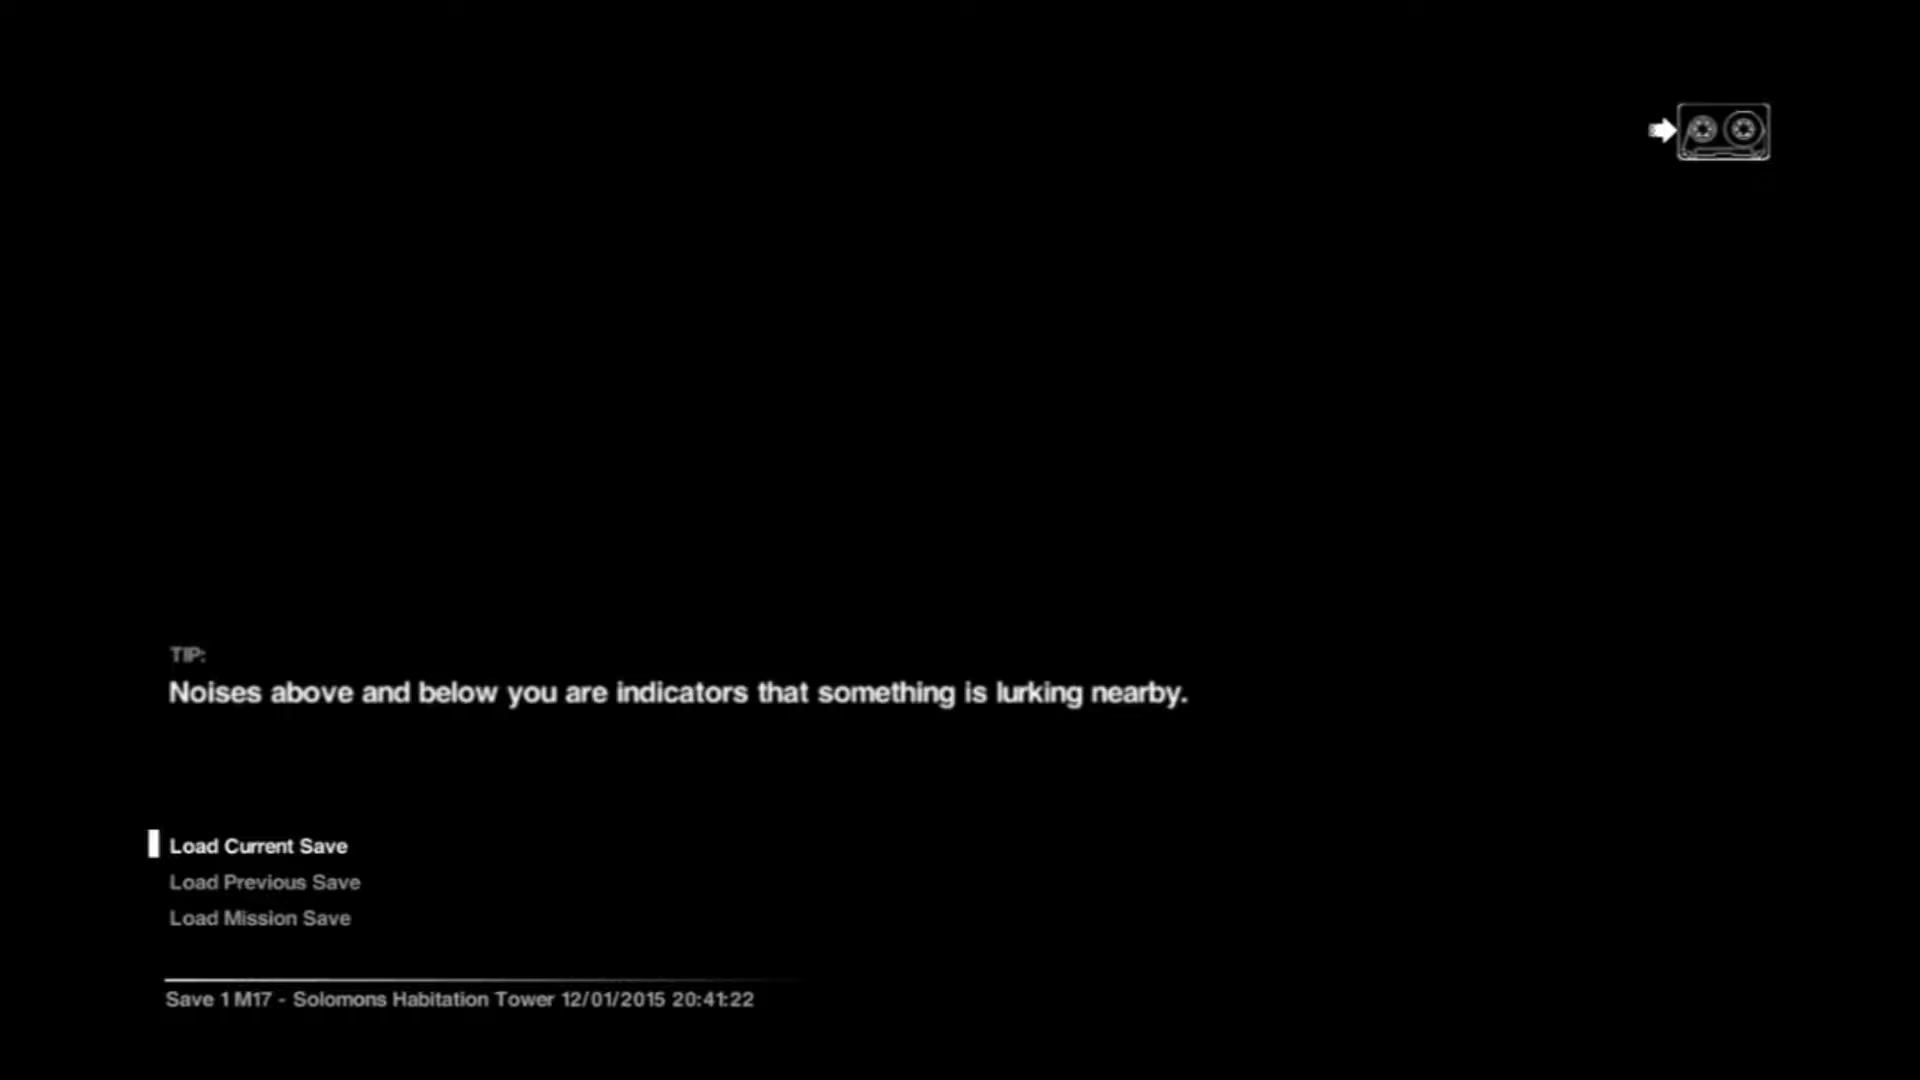 TIP:
Noises above and below you are indicators that something is lurking nearby.
Load Current Save
Load Previous Save
Load Mission Save
Save 1 M17 - Solomons Habitation Tower 12/01/2015 20:41:22